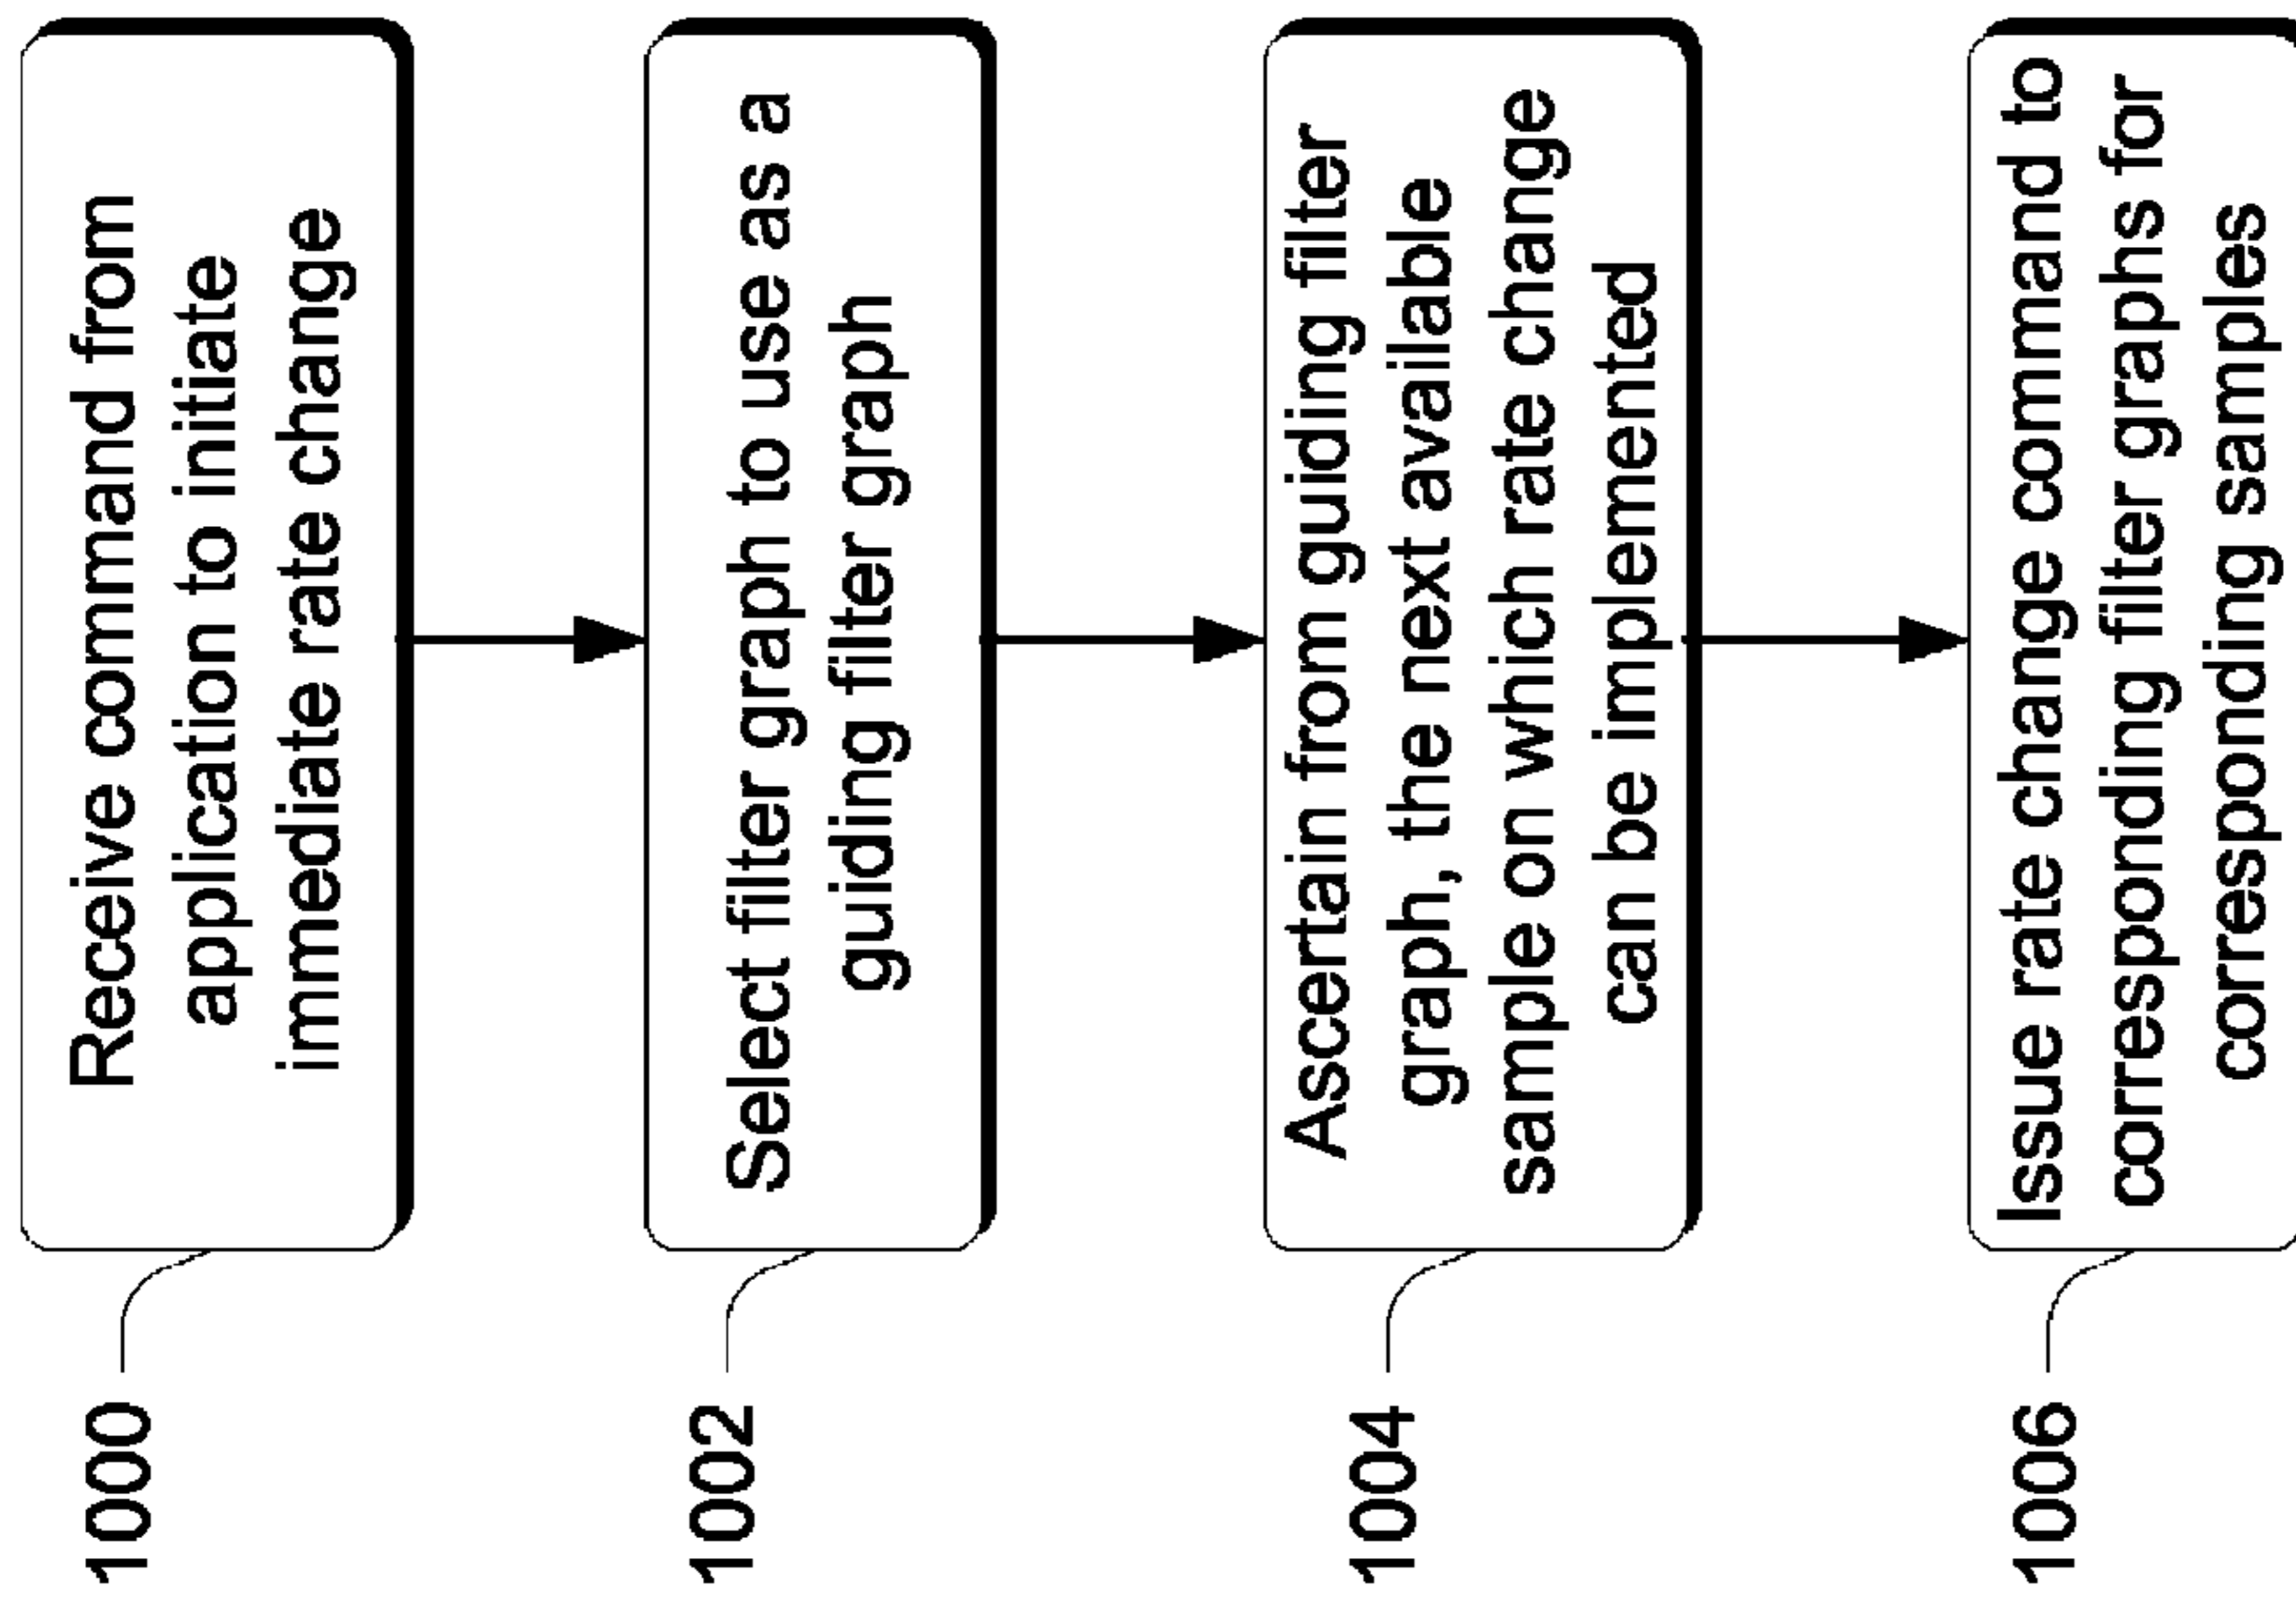 1000
Receive command from
application to initiate
immediate rate change
1002
Select filter graph to use as a
guiding filter graph
1004
Ascertain from guiding filter
graph, the next available
sample on which rate change
can be implemented
1006
Issue rate change command to
corresponding filter graphs for
corresponding samples